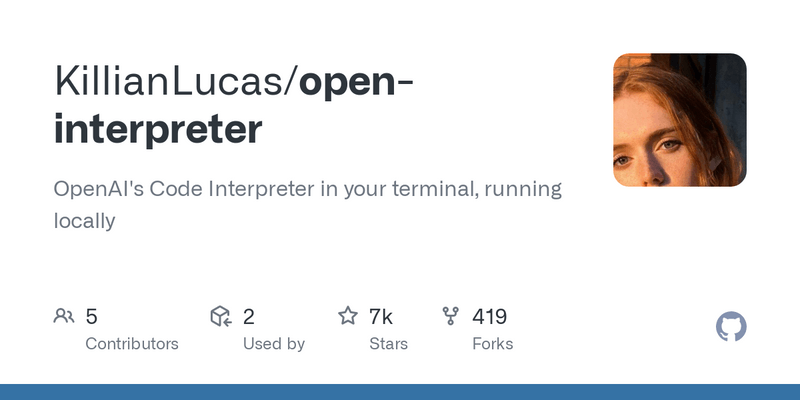 KillianLucas/open-
interpreter
OpenAI's Code Interpreter in your terminal, running
locally
5 2 7k 419
Contributors Used by Stars Forks